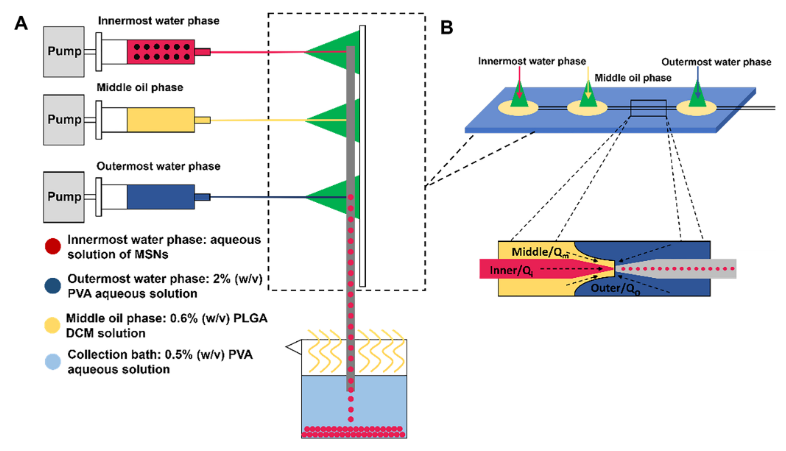 A
Innermost water phase
Pump
Middle oil phase
Pump
Outermost water phase
Pump
Innermost water phase: aqueous
solution of MSNs
Outermost water phase: 2% (w/v)
PVA aqueous solution
Middle oil phase: 0.6% (w/v) PLGA
DCM solution
Collection bath: 0.5% (w/v) PVA
aqueous solution
B
Innermost water phase
Middle oil phase
Outermost water phase
Middle/Qm
Inner/Qi
Outer/Qo